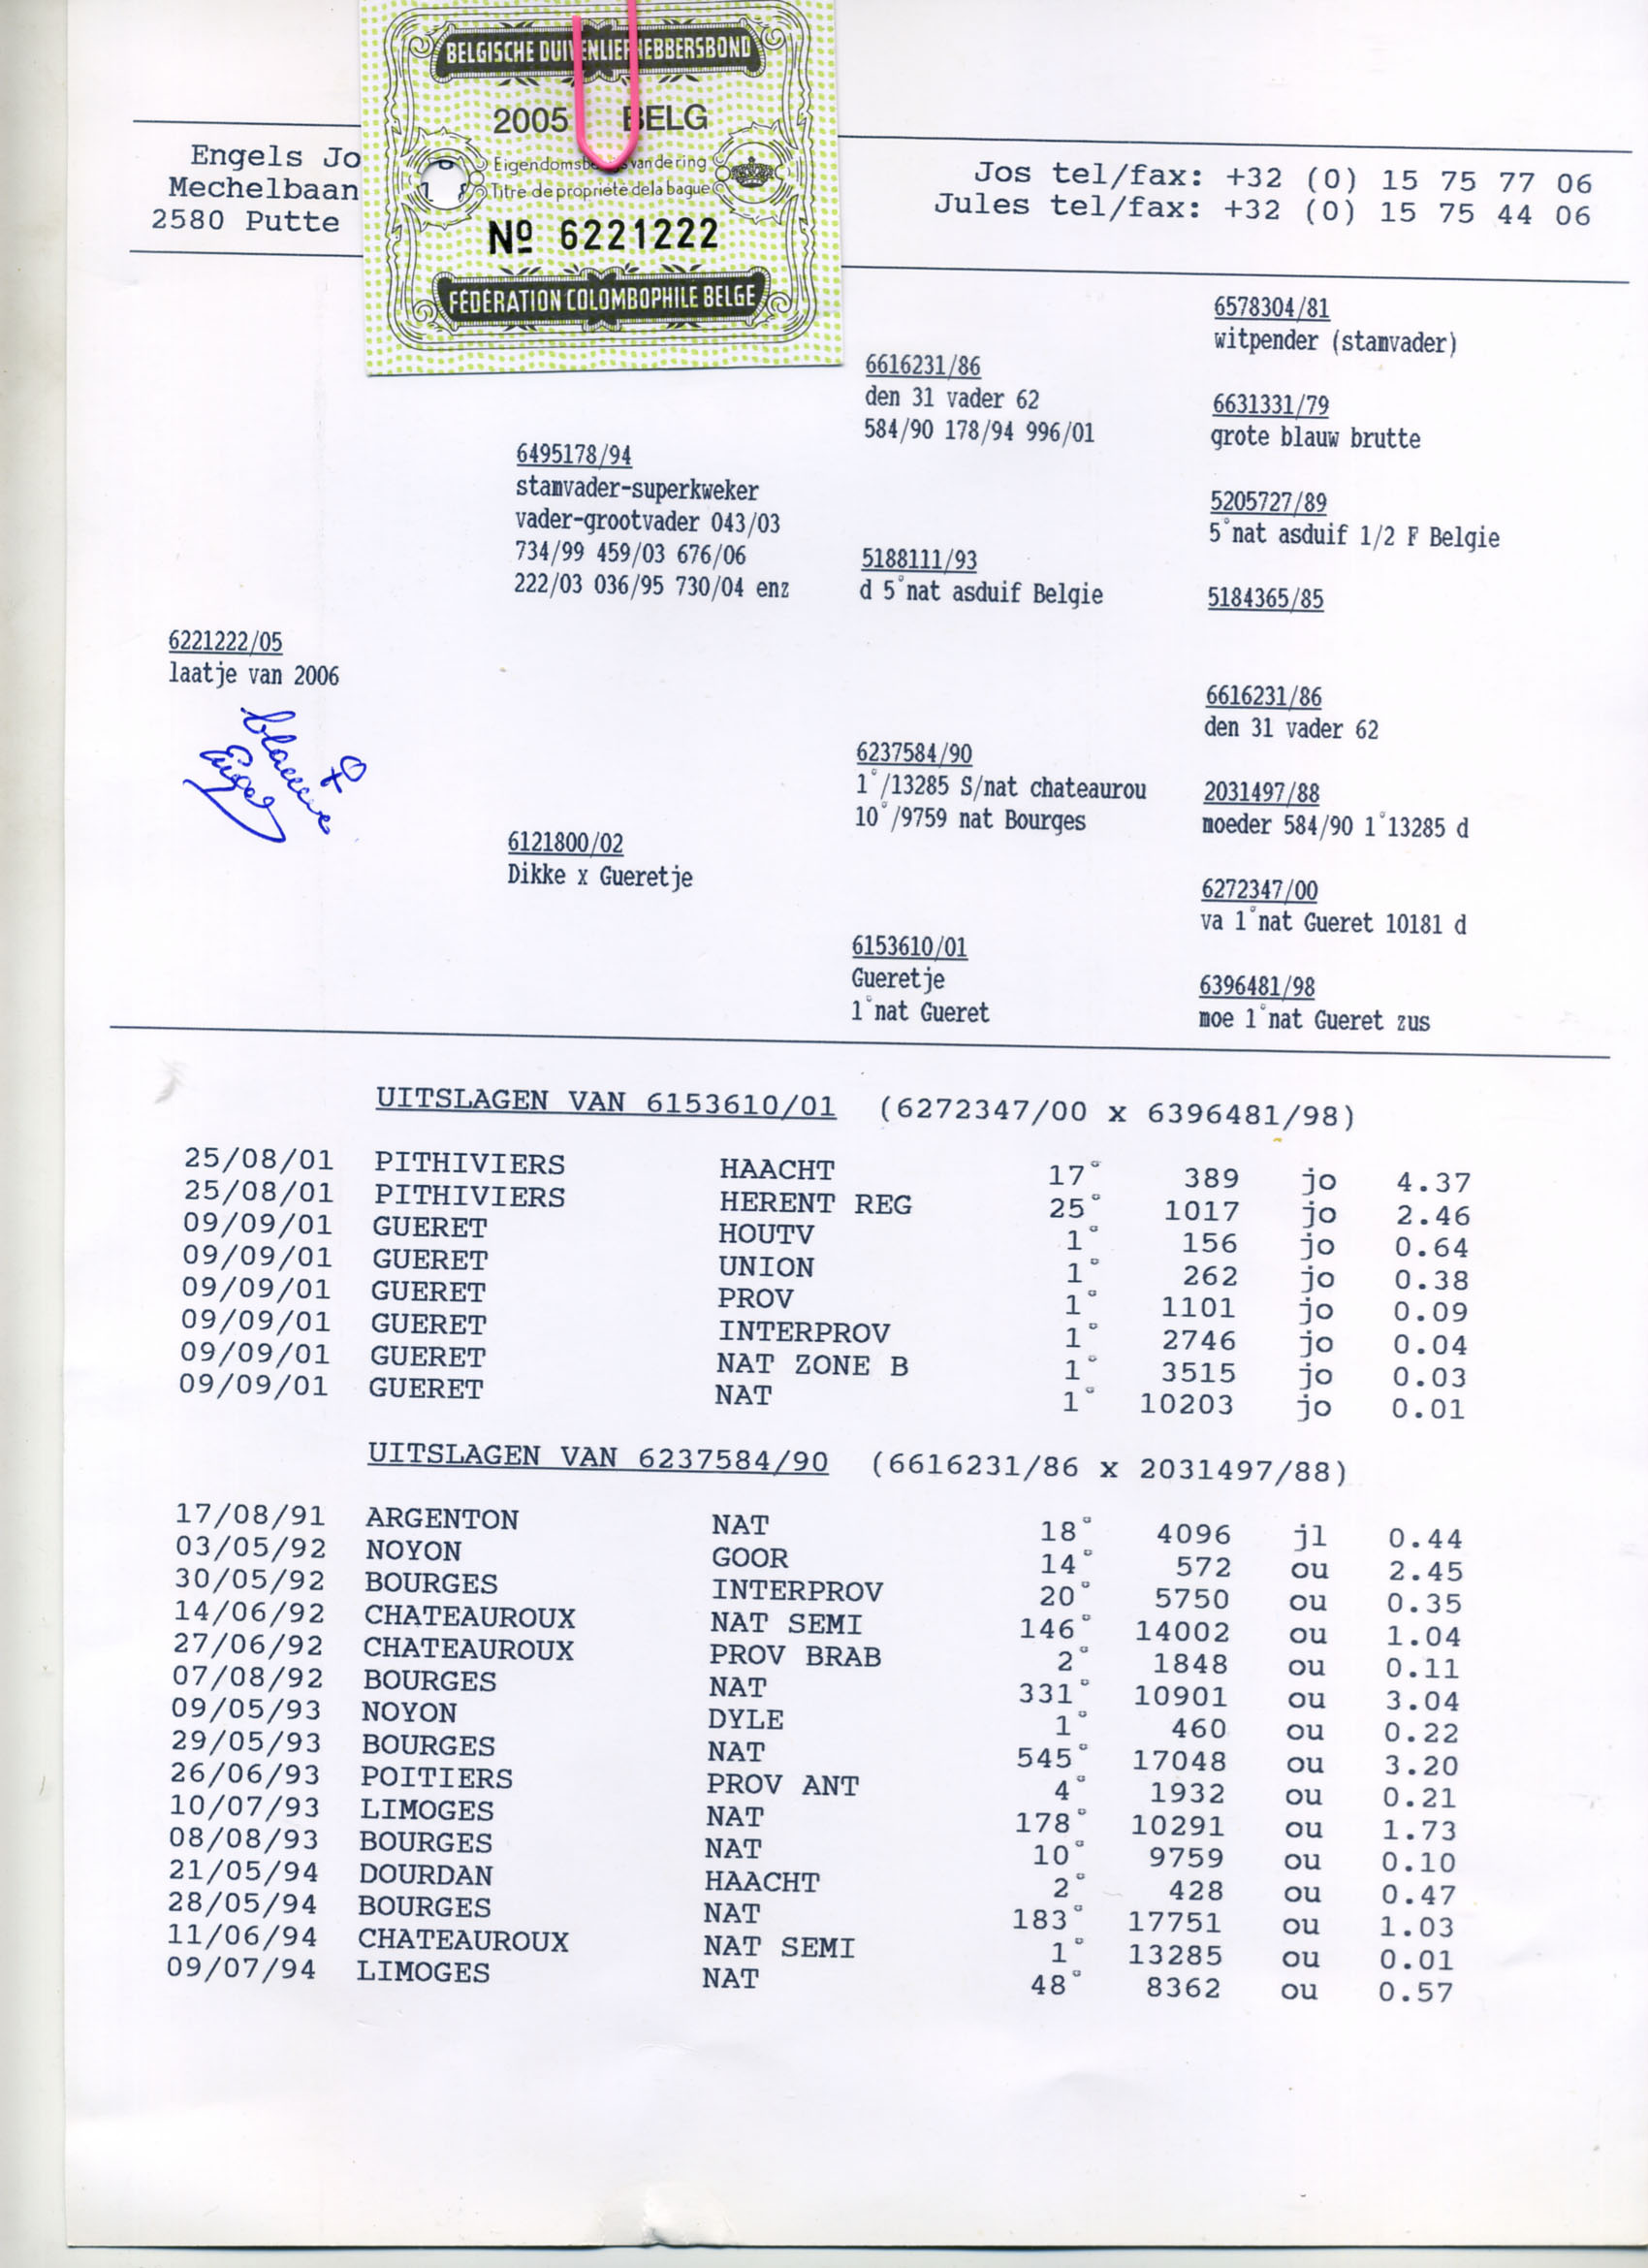 BELGISCHE DUIVENLIEFHEBBERSBOND
2005 BELG
Eigendomsb van de ring
Titre de propriété de la bague
Nº 6221222
FÉDÉRATION COLOMBOPHILE BELGE
Engels Jo
Mechelbaan
2580 Putte
Jos tel/fax: +32 (0) 15 75 77 06
Jules tel/fax: +32 (0) 15 75 44 06
6221222/05
laatje van 2006
blauwe
Engels
6495178/94
stamvader-superkweker
vader-grootvader 043/03
734/99 459/03 676/06
222/03 036/95 730/04 enz
6121800/02
Dikke x Gueretje
6616231/86
den 31 vader 62
584/90 178/94 996/01
5188111/93
d 5°nat asduif Belgie
6237584/90
1°/13285 S/nat chateaurou
10°/9759 nat Bourges
6153610/01
Gueretje
1°nat Gueret
6578304/81
witpender (stamvader)
6631331/79
grote blauw brutte
5205727/89
5°nat asduif 1/2 F Belgie
5184365/85
6616231/86
den 31 vader 62
2031497/88
moeder 584/90 1°13285 d
6272347/00
va 1°nat Gueret 10181 d
6396481/98
moe 1°nat Gueret zus
UITSLAGEN VAN 6153610/01 (6272347/00 x 6396481/98)
25/08/01 PITHIVIERS HAACHT 17° 389 jo 4.37
25/08/01 PITHIVIERS HERENT REG 25° 1017 jo 2.46
09/09/01 GUERET HOUTV 1° 156 jo 0.64
09/09/01 GUERET UNION 1° 262 jo 0.38
09/09/01 GUERET PROV 1° 1101 jo 0.09
09/09/01 GUERET INTERPROV 1° 2746 jo 0.04
09/09/01 GUERET NAT ZONE B 1° 3515 jo 0.03
09/09/01 GUERET NAT 1° 10203 jo 0.01
UITSLAGEN VAN 6237584/90 (6616231/86 x 2031497/88)
17/08/91 ARGENTON NAT 18° 4096 jl 0.44
03/05/92 NOYON GOOR 14° 572 ou 2.45
30/05/92 BOURGES INTERPROV 20° 5750 ou 0.35
14/06/92 CHATEAUROUX NAT SEMI 146° 14002 ou 1.04
27/06/92 CHATEAUROUX PROV BRAB 2° 1848 ou 0.11
07/08/92 BOURGES NAT 331° 10901 ou 3.04
09/05/93 NOYON DYLE 1° 460 ou 0.22
29/05/93 BOURGES NAT 545° 17048 ou 3.20
26/06/93 POITIERS PROV ANT 4° 1932 ou 0.21
10/07/93 LIMOGES NAT 178° 10291 ou 1.73
08/08/93 BOURGES NAT 10° 9759 ou 0.10
21/05/94 DOURDAN HAACHT 2° 428 ou 0.47
28/05/94 BOURGES NAT 183° 17751 ou 1.03
11/06/94 CHATEAUROUX NAT SEMI 1° 13285 ou 0.01
09/07/94 LIMOGES NAT 48° 8362 ou 0.57